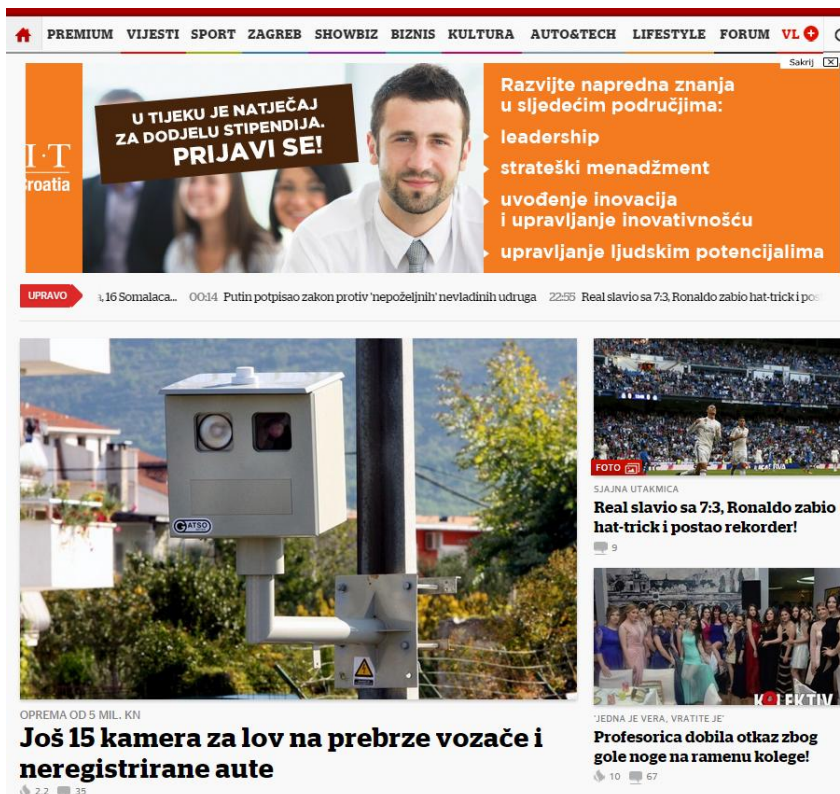 PREMIUM VIJESTI SPORT ZAGREB SHOWBIZ BIZNIS KULTURA AUTO&TECH LIFESTYLE FORUM VL
Sakrij
I·T
roatia
U TIJEKU JE NATJEČAJ
ZA DODJELU STIPENDIJA.
PRIJAVI SE!
Razvijte napredna znanja
u sljedećim područjima:
leadership
strateški menadžment
uvođenje inovacija
i upravljanje inovativnošću
upravljanje ljudskim potencijalima
UPRAVO , 16 Somalaca... 00:14 Putin potpisao zakon protiv 'nepoželjnih' nevladinih udruga 22:55 Real slavio sa 7:3, Ronaldo zabio hat-trick i pos
GATSO
OPREMA OD 5 MIL. KN
Još 15 kamera za lov na prebrze vozače i
neregistrirane aute
2,2 35
FOTO
SJAJNA UTAKMICA
Real slavio sa 7:3, Ronaldo zabio
hat-trick i postao rekorder!
9
KOLEKTIV
'JEDNA JE VERA, VRATITE JE'
Profesorica dobila otkaz zbog
gole noge na ramenu kolege!
10 67